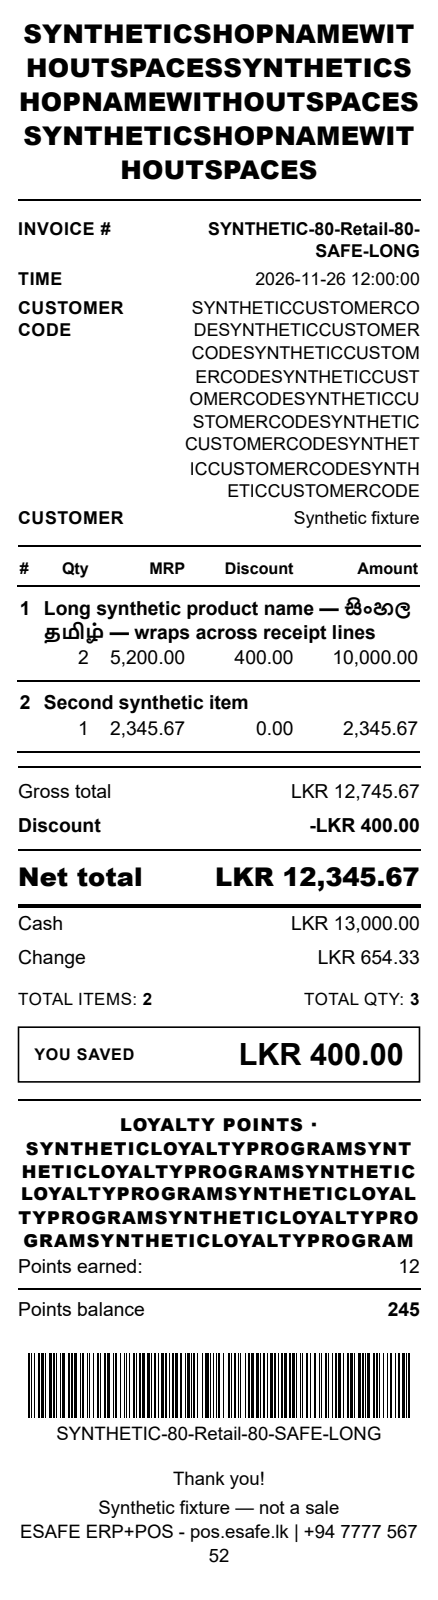 SYNTHETICSHOPNAMEWIT
HOUTSPACESSYNTHETICS
HOPNAMEWITHOUTSPACES
SYNTHETICSHOPNAMEWIT
HOUTSPACES
INVOICE # SYNTHETIC-80-Retail-80-
SAFE-LONG
TIME 2026-11-26 12:00:00
CUSTOMER SYNTHETICCUSTOMERCO
CODE DESYNTHETICCUSTOMER
CODESYNTHETICCUSTOM
ERCODESYNTHETICCUST
OMERCODESYNTHETICCU
STOMERCODESYNTHETIC
CUSTOMERCODESYNTHET
ICCUSTOMERCODESYNTH
ETICCUSTOMERCODE
CUSTOMER Synthetic fixture
# Qty MRP Discount Amount
1 Long synthetic product name — සිංහල
தமிழ் — wraps across receipt lines
2 5,200.00 400.00 10,000.00
2 Second synthetic item
1 2,345.67 0.00 2,345.67
Gross total LKR 12,745.67
Discount -LKR 400.00
Net total LKR 12,345.67
Cash LKR 13,000.00
Change LKR 654.33
TOTAL ITEMS: 2 TOTAL QTY: 3
YOU SAVED LKR 400.00
LOYALTY POINTS ·
SYNTHETICLOYALTYPROGRAMSYNT
HETICLOYALTYPROGRAMSYNTHETIC
LOYALTYPROGRAMSYNTHETICLOYAL
TYPROGRAMSYNTHETICLOYALTYPRO
GRAMSYNTHETICLOYALTYPROGRAM
Points earned: 12
Points balance 245
SYNTHETIC-80-Retail-80-SAFE-LONG
Thank you!
Synthetic fixture — not a sale
ESAFE ERP+POS - pos.esafe.lk | +94 7777 567
52